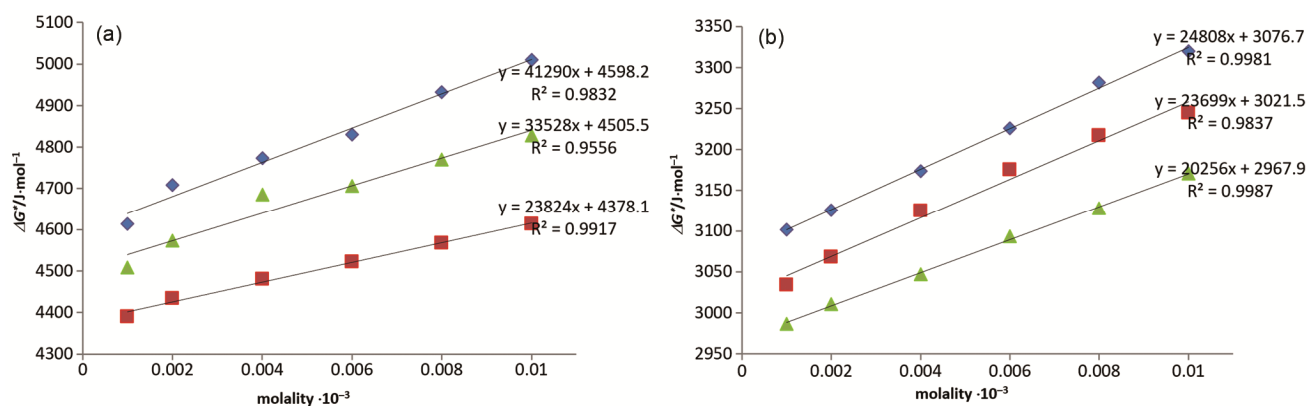 (a)
5100
5000
4900
4800
4700
4600
4500
4400
4300
ΔG*/J·mol⁻¹
y = 41290x + 4598.2
R² = 0.9832
y = 33528x + 4505.5
R² = 0.9556
y = 23824x + 4378.1
R² = 0.9917
0 0.002 0.004 0.006 0.008 0.01
molality ·10⁻³
(b)
3350
3300
3250
3200
3150
3100
3050
3000
2950
ΔG*/J·mol⁻¹
y = 24808x + 3076.7
R² = 0.9981
y = 23699x + 3021.5
R² = 0.9837
y = 20256x + 2967.9
R² = 0.9987
0 0.002 0.004 0.006 0.008 0.01
molality ·10⁻³